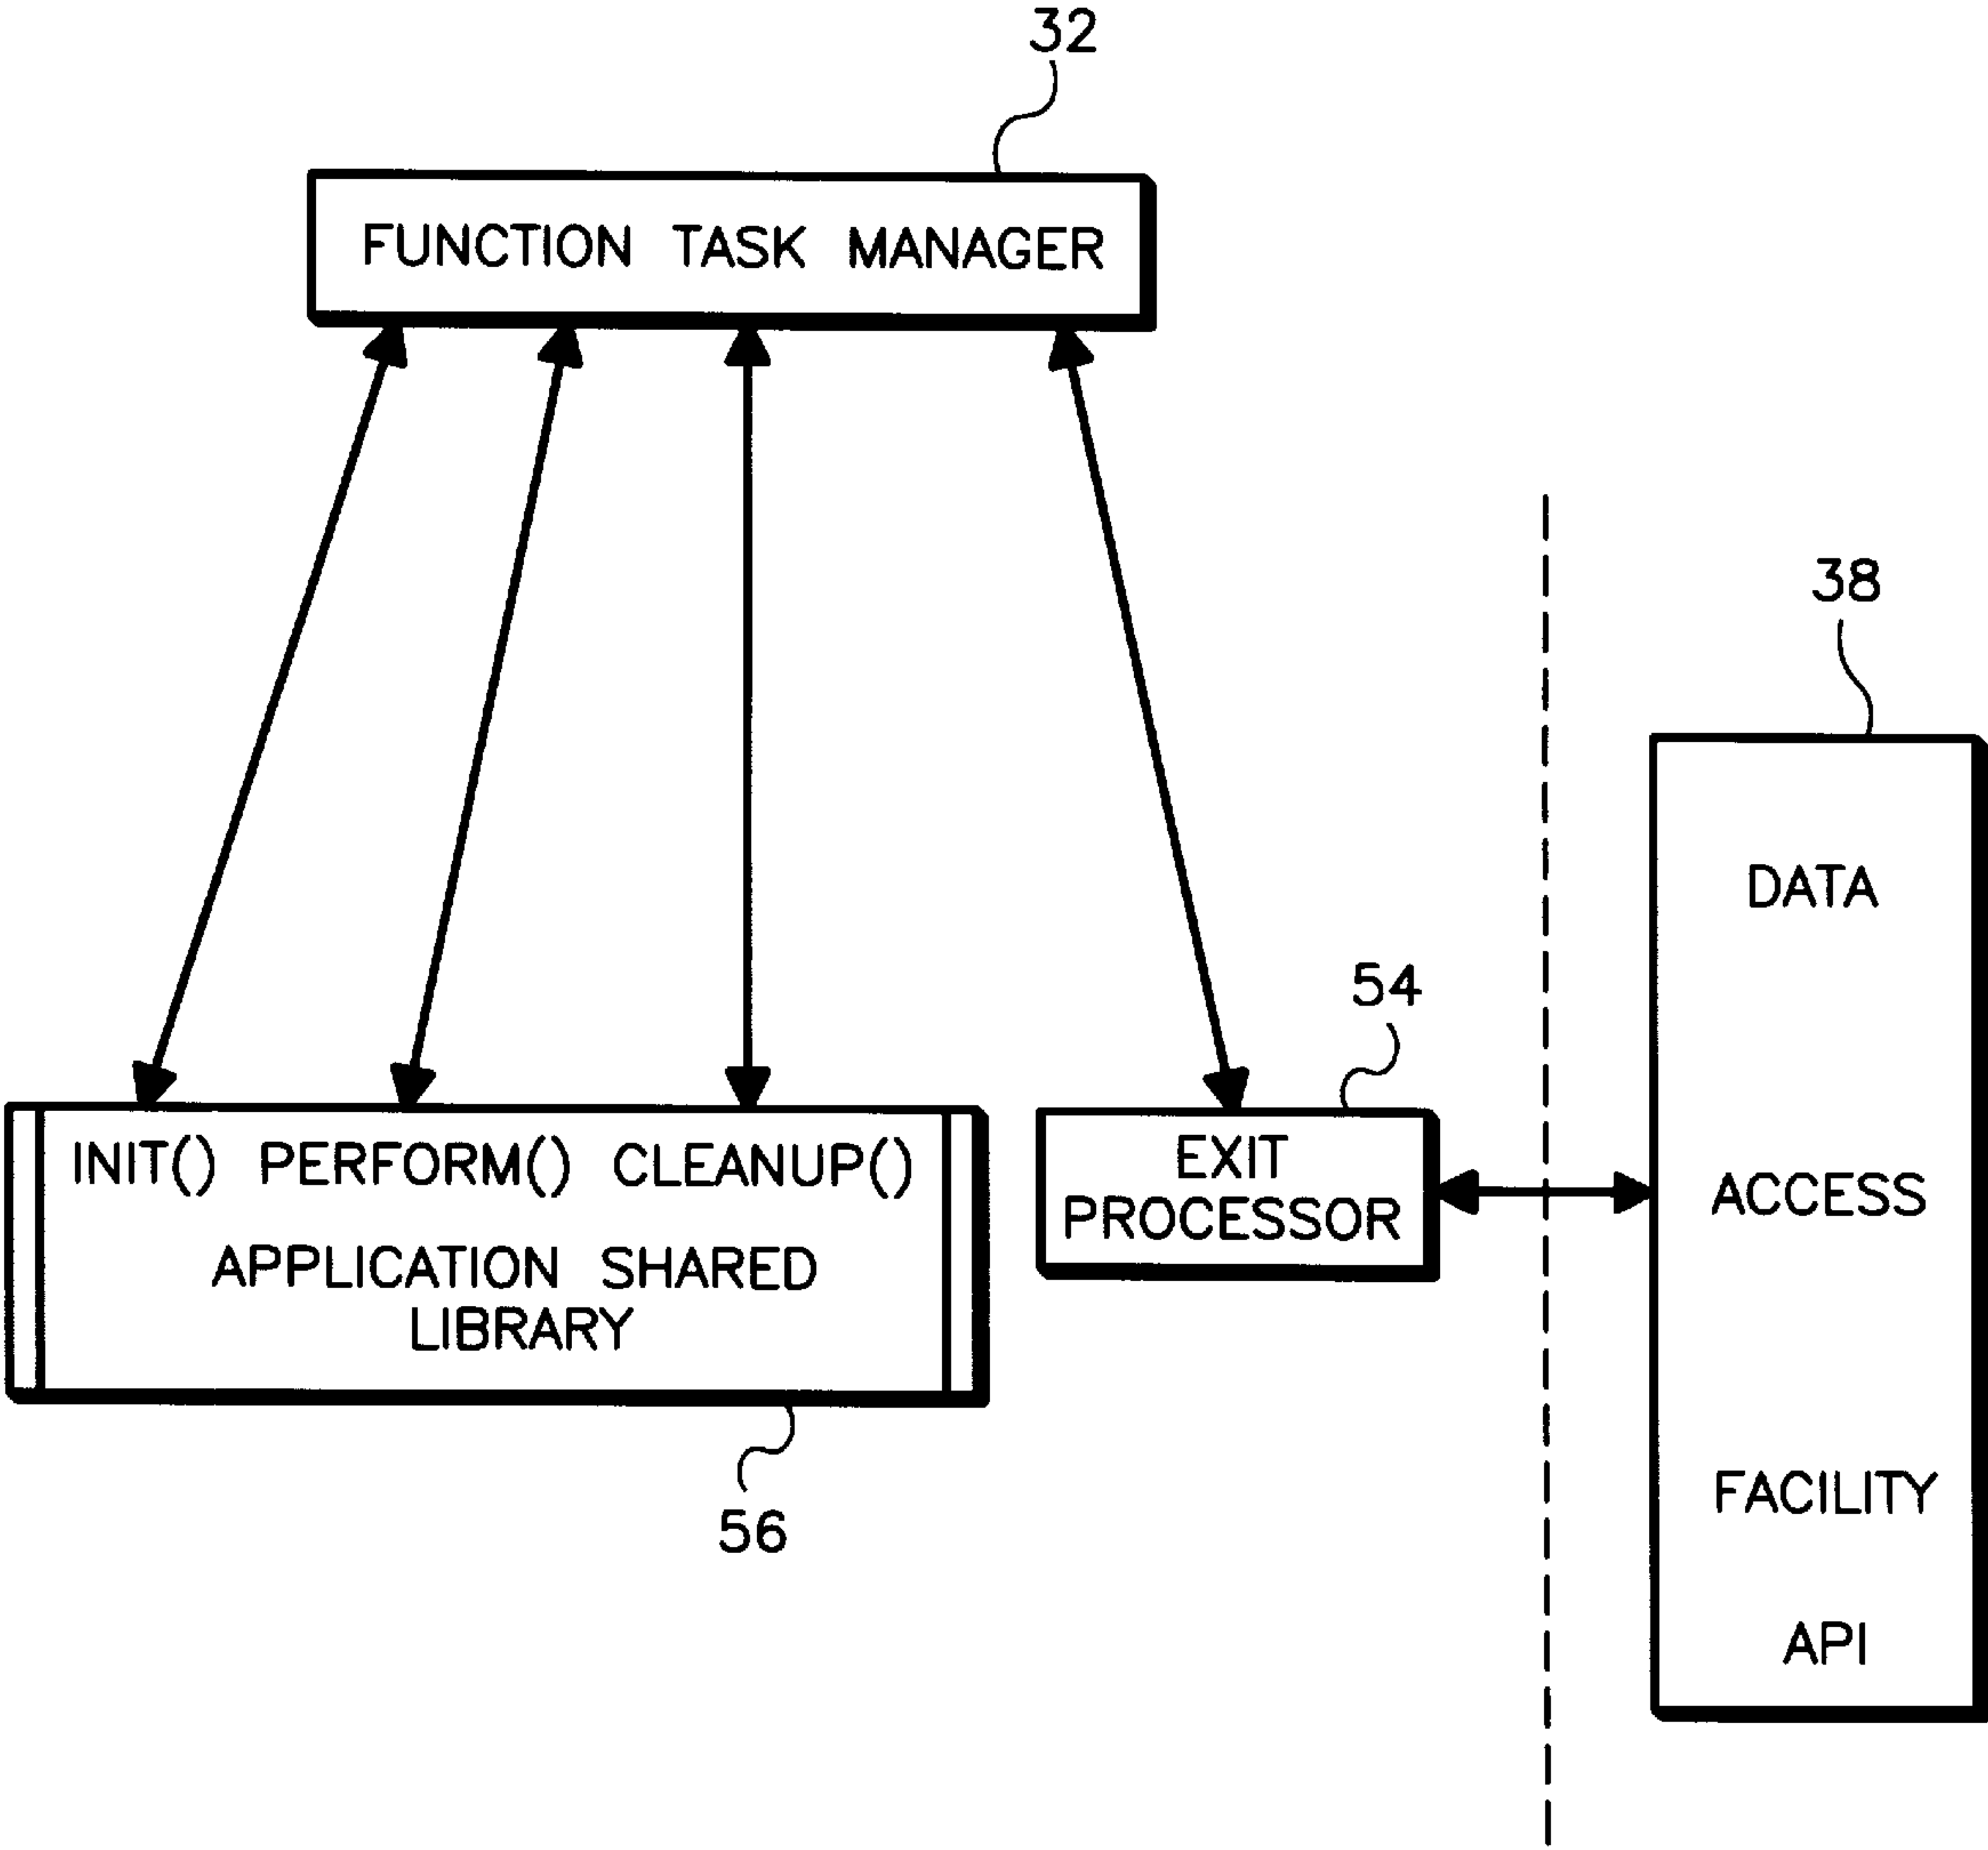 32
FUNCTION TASK MANAGER
38
DATA
ACCESS
FACILITY
API
54
EXIT
PROCESSOR
INIT() PERFORM() CLEANUP()
APPLICATION SHARED
LIBRARY
56